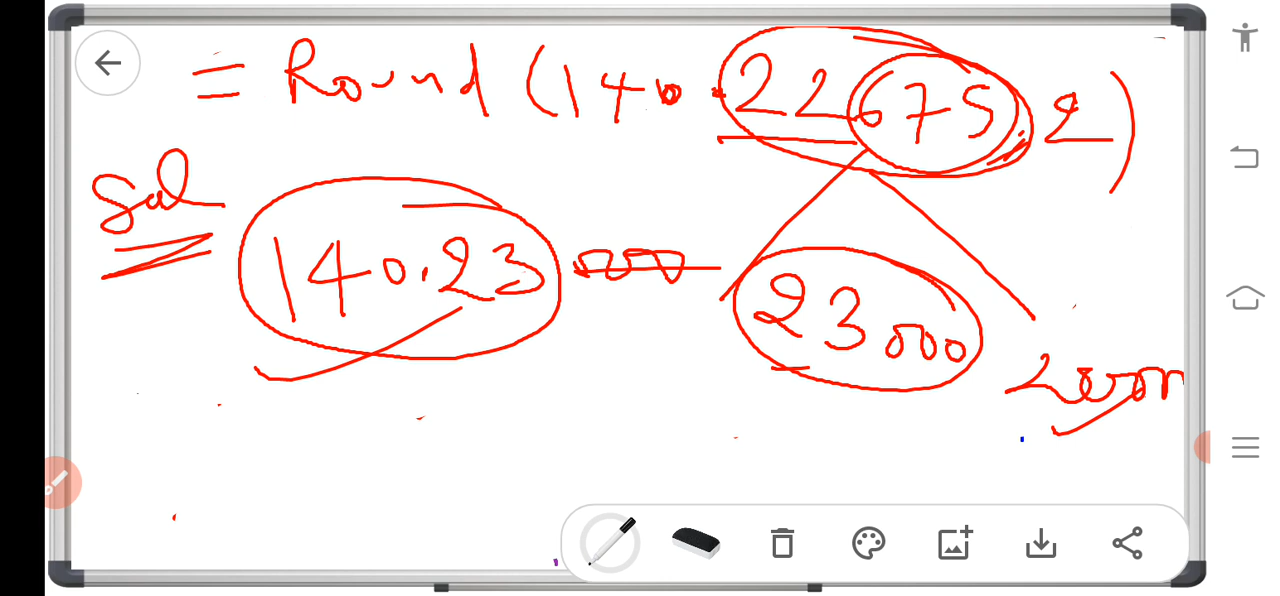 = Round (140.22675, 2)
Sol
140.23
23000